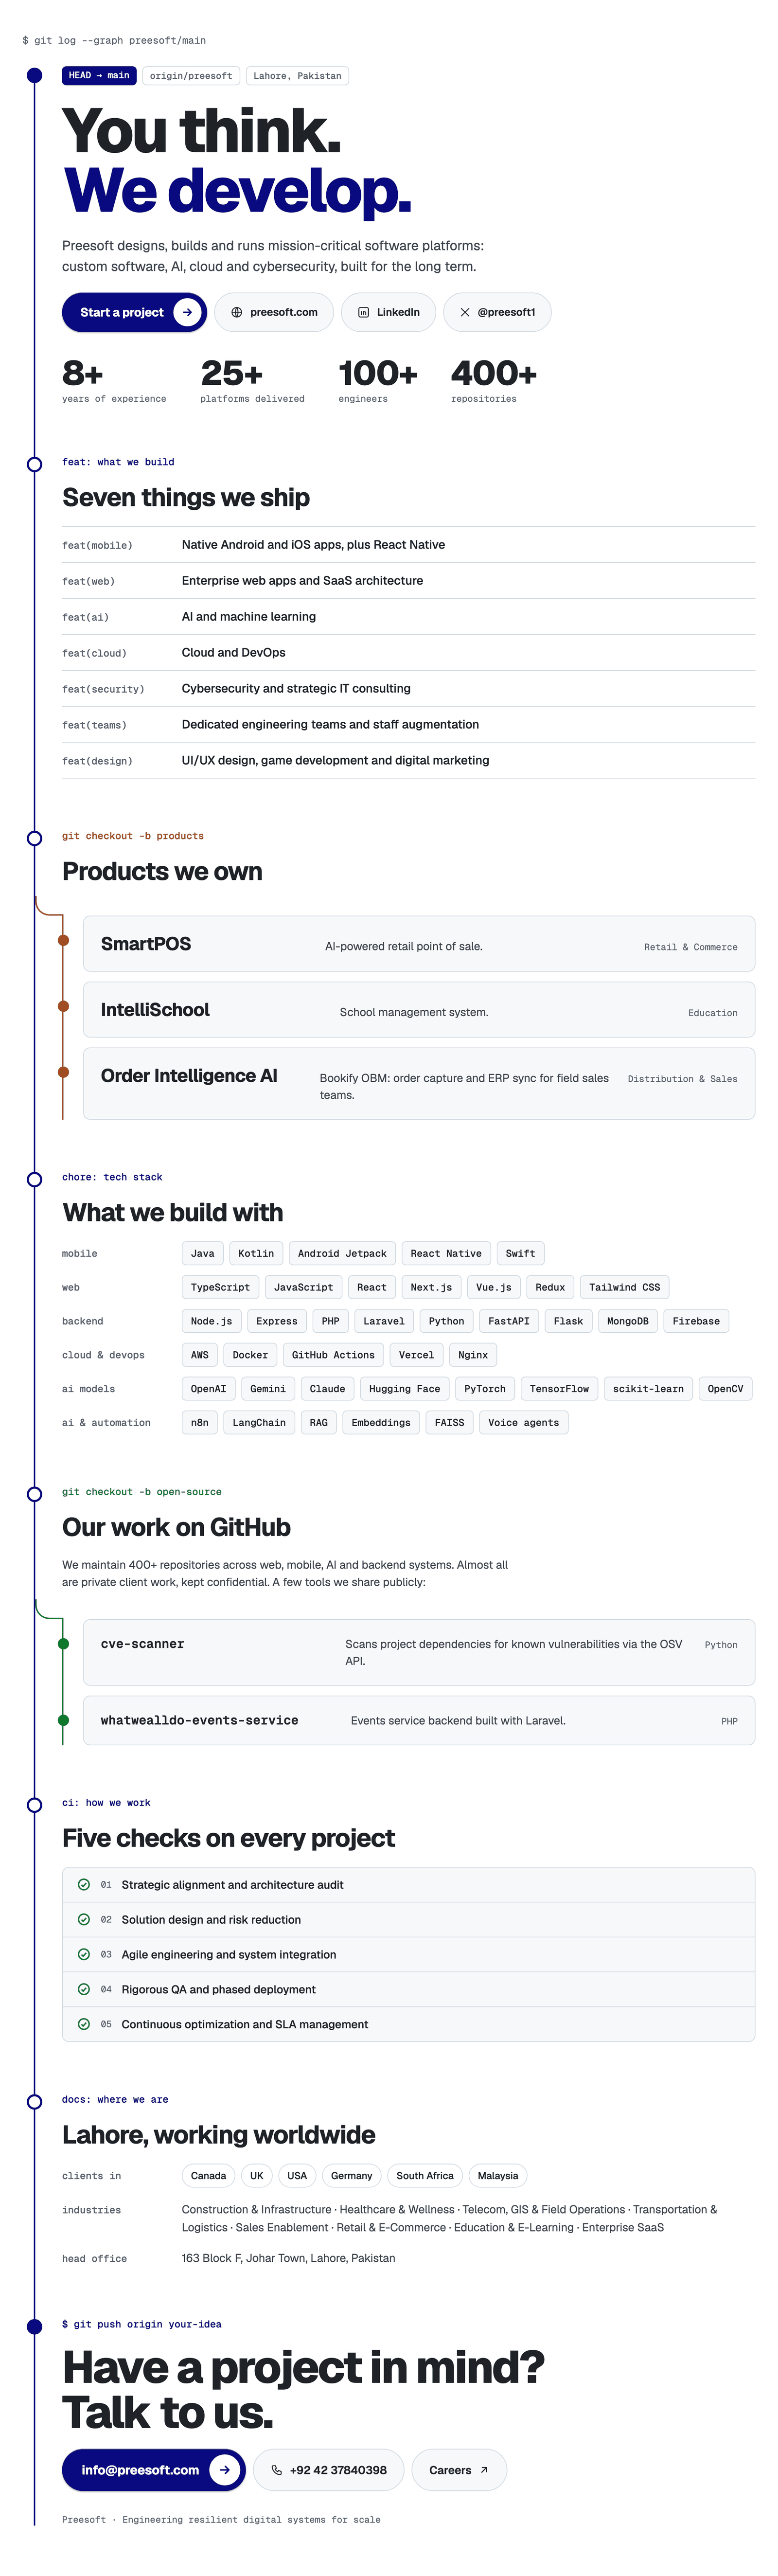 $ git log --graph preesoft/main
HEAD → main
origin/preesoft
Lahore, Pakistan
You think.
We develop.
Preesoft designs, builds and runs mission-critical software platforms:
custom software, AI, cloud and cybersecurity, built for the long term.
Start a project →
preesoft.com
LinkedIn
@preesoft1
8+
years of experience
25+
platforms delivered
100+
engineers
400+
repositories
feat: what we build
Seven things we ship
feat(mobile) Native Android and iOS apps, plus React Native
feat(web) Enterprise web apps and SaaS architecture
feat(ai) AI and machine learning
feat(cloud) Cloud and DevOps
feat(security) Cybersecurity and strategic IT consulting
feat(teams) Dedicated engineering teams and staff augmentation
feat(design) UI/UX design, game development and digital marketing
git checkout -b products
Products we own
SmartPOS
AI-powered retail point of sale.
Retail & Commerce
IntelliSchool
School management system.
Education
Order Intelligence AI
Bookify OBM: order capture and ERP sync for field sales
teams.
Distribution & Sales
chore: tech stack
What we build with
mobile Java Kotlin Android Jetpack React Native Swift
web TypeScript JavaScript React Next.js Vue.js Redux Tailwind CSS
backend Node.js Express PHP Laravel Python FastAPI Flask MongoDB Firebase
cloud & devops AWS Docker GitHub Actions Vercel Nginx
ai models OpenAI Gemini Claude Hugging Face PyTorch TensorFlow scikit-learn OpenCV
ai & automation n8n LangChain RAG Embeddings FAISS Voice agents
git checkout -b open-source
Our work on GitHub
We maintain 400+ repositories across web, mobile, AI and backend systems. Almost all
are private client work, kept confidential. A few tools we share publicly:
cve-scanner
Scans project dependencies for known vulnerabilities via the OSV
API.
Python
whatwealldo-events-service
Events service backend built with Laravel.
PHP
ci: how we work
Five checks on every project
01 Strategic alignment and architecture audit
02 Solution design and risk reduction
03 Agile engineering and system integration
04 Rigorous QA and phased deployment
05 Continuous optimization and SLA management
docs: where we are
Lahore, working worldwide
clients in Canada UK USA Germany South Africa Malaysia
industries Construction & Infrastructure · Healthcare & Wellness · Telecom, GIS & Field Operations · Transportation &
Logistics · Sales Enablement · Retail & E-Commerce · Education & E-Learning · Enterprise SaaS
head office 163 Block F, Johar Town, Lahore, Pakistan
$ git push origin your-idea
Have a project in mind?
Talk to us.
info@preesoft.com →
+92 42 37840398
Careers ↗
Preesoft · Engineering resilient digital systems for scale